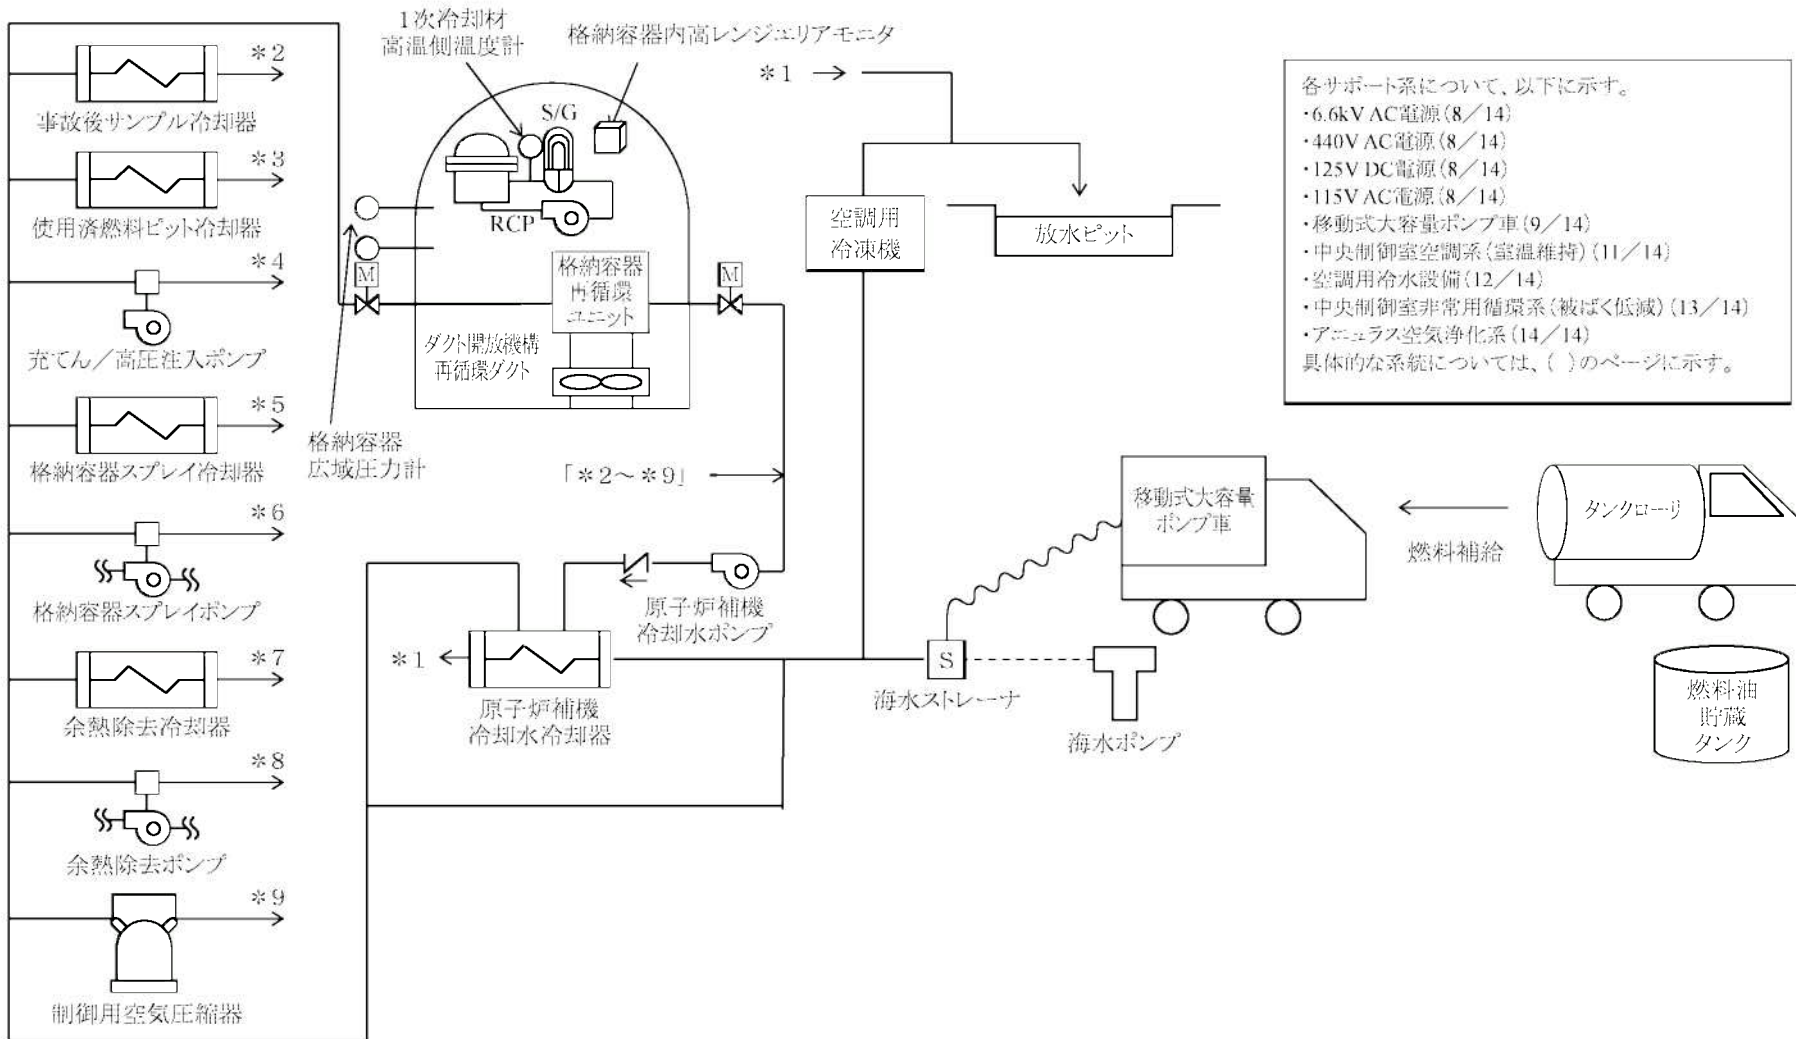 *2
事故後サンプル冷却器
*3
使用済燃料ピット冷却器
*4
充てん/高圧注入ポンプ
*5
格納容器スプレイ冷却器
*6
格納容器スプレイポンプ
*7
余熱除去冷却器
*8
余熱除去ポンプ
*9
制御用空気圧縮器
1次冷却材
高温側温度計
格納容器内高レンジエリアモニタ
S/G
RCP
M
M
格納容器
再循環
ユニット
ダクト開放機構
再循環ダクト
格納容器
広域圧力計
「*2～*9」
*1
空調用
冷凍機
放水ピット
原子炉補機
冷却水ポンプ
*1
原子炉補機
冷却水冷却器
S
海水ストレーナ
海水ポンプ
移動式大容量
ポンプ車
燃料補給
タンクローリ
燃料油
貯蔵
タンク
各サポート系について、以下に示す。
・6.6kV AC電源(8/14)
・440V AC電源(8/14)
・125V DC電源(8/14)
・115V AC電源(8/14)
・移動式大容量ポンプ車(9/14)
・中央制御室空調系(室温維持)(11/14)
・空調用冷水設備(12/14)
・中央制御室非常用循環系(被ばく低減)(13/14)
・アニュラス空気浄化系(14/14)
具体的な系統については、( )のページに示す。